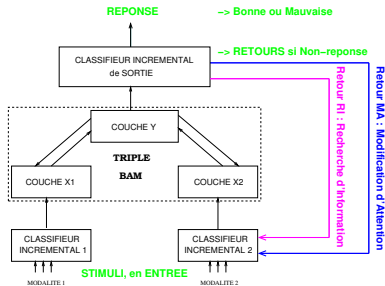 REPONSE
–> Bonne ou Mauvaise
CLASSIFIEUR INCREMENTAL
de SORTIE
–> RETOURS si Non–reponse
COUCHE Y
TRIPLE
BAM
COUCHE X1
COUCHE X2
Retour RI : Recherche d'Information
Retour MA : Modification d'Attention
CLASSIFIEUR
INCREMENTAL 1
CLASSIFIEUR
INCREMENTAL 2
STIMULI, en ENTREE
MODALITE 1
MODALITE 2